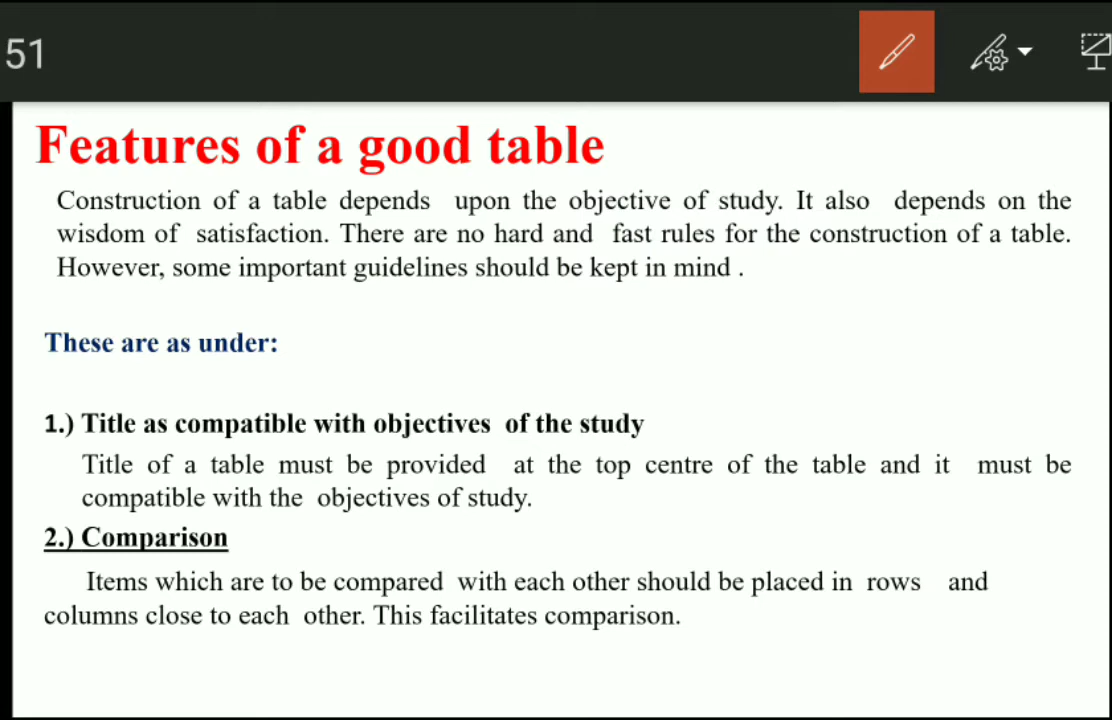 51
Features of a good table
Construction of a table depends upon the objective of study. It also depends on the
wisdom of satisfaction. There are no hard and fast rules for the construction of a table.
However, some important guidelines should be kept in mind .
These are as under:
1.) Title as compatible with objectives of the study
Title of a table must be provided at the top centre of the table and it must be
compatible with the objectives of study.
2.) Comparison
Items which are to be compared with each other should be placed in rows and
columns close to each other. This facilitates comparison.